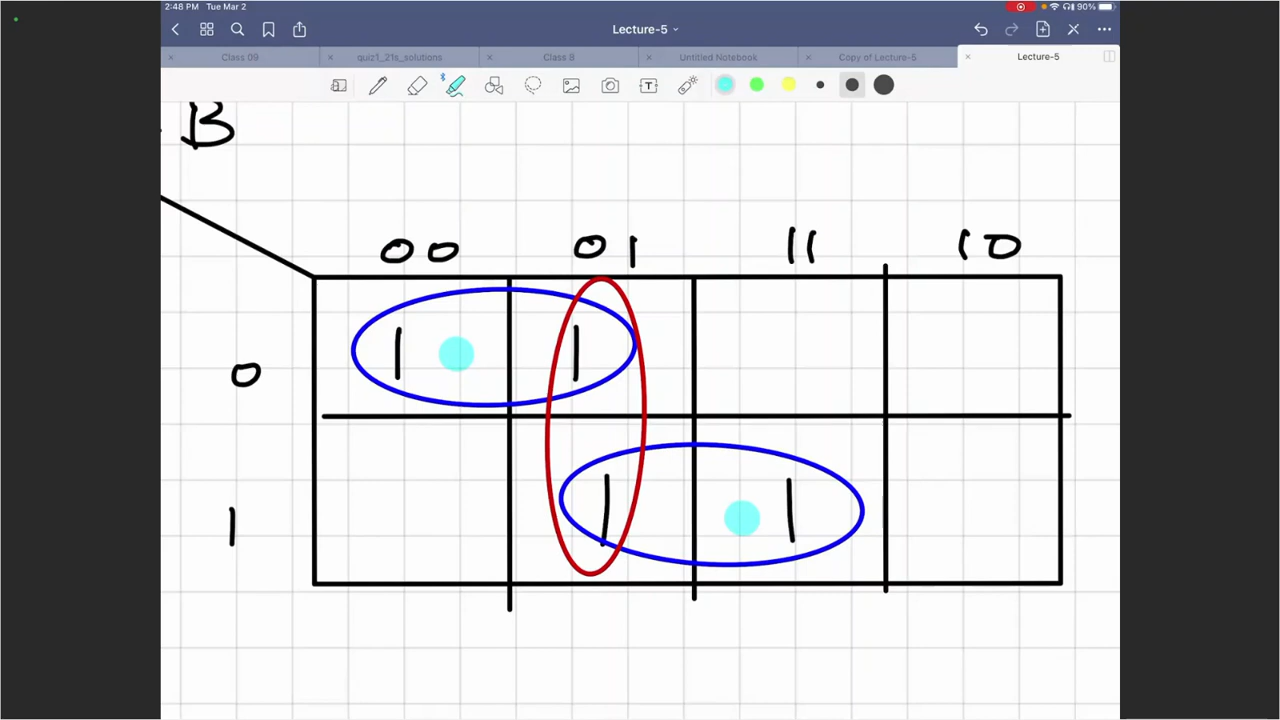 2:48 PM Tue Mar 2 90%
Lecture-5
Class 09 quiz1_21s_solutions Class 8 Untitled Notebook Copy of Lecture-5 Lecture-5
T
B
00 01 11 10
0 1 1
1 1 1